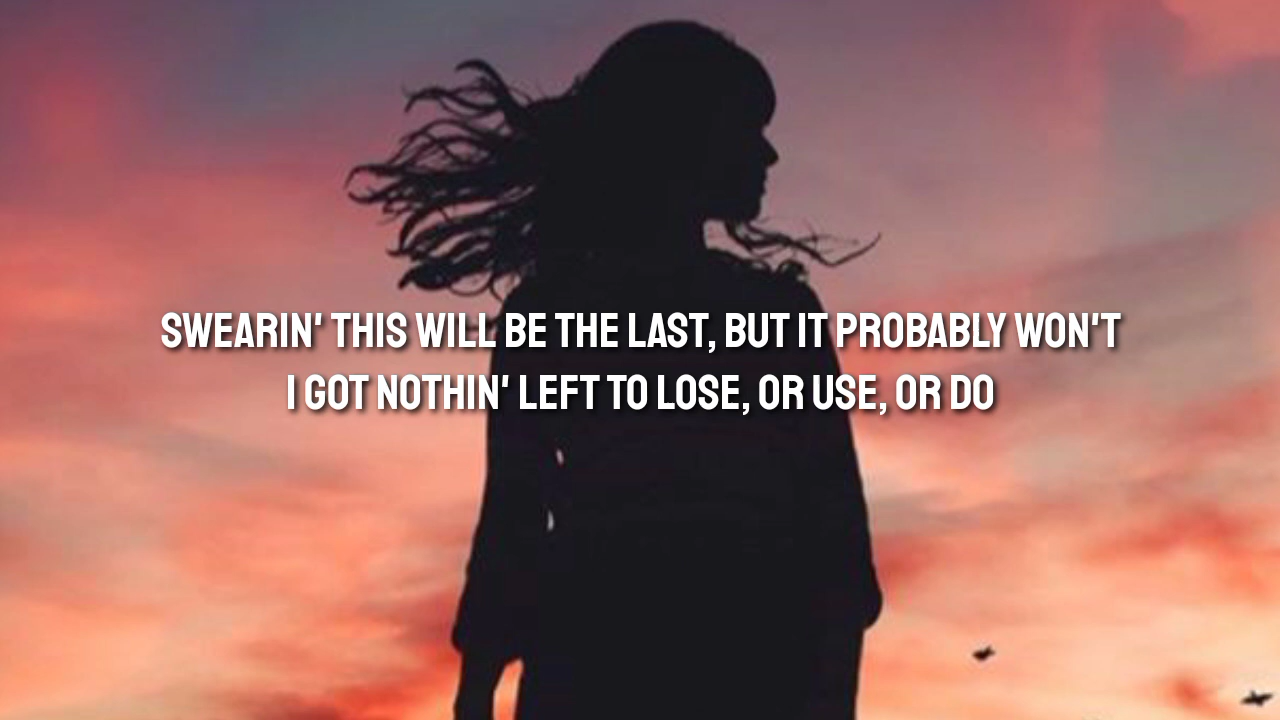 SWEARIN' THIS WILL BE THE LAST, BUT IT PROBABLY WON'T
I GOT NOTHIN' LEFT TO LOSE, OR USE, OR DO